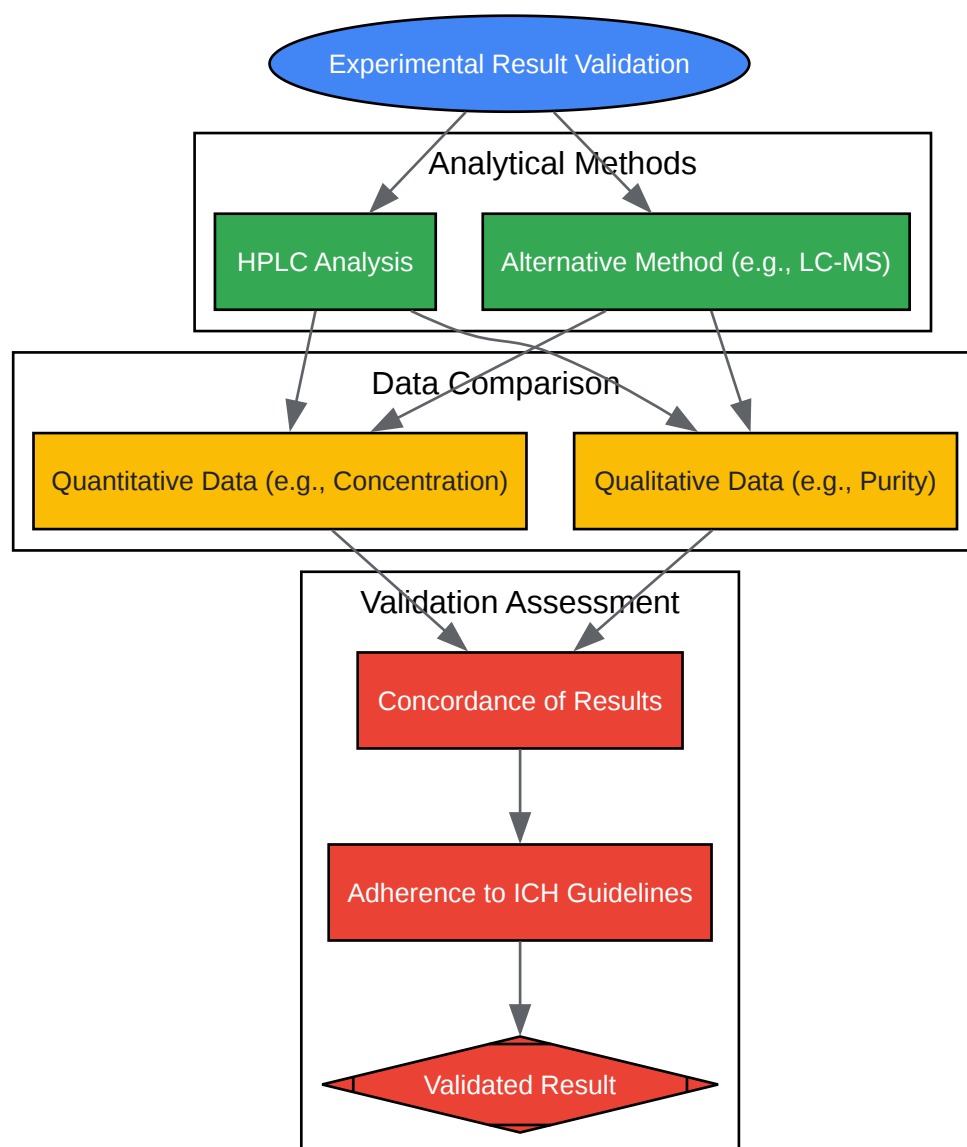 Experimental Result Validation
Analytical Methods
HPLC Analysis
Alternative Method (e.g., LC-MS)
Data Comparison
Quantitative Data (e.g., Concentration)
Qualitative Data (e.g., Purity)
Validation Assessment
Concordance of Results
Adherence to ICH Guidelines
Validated Result